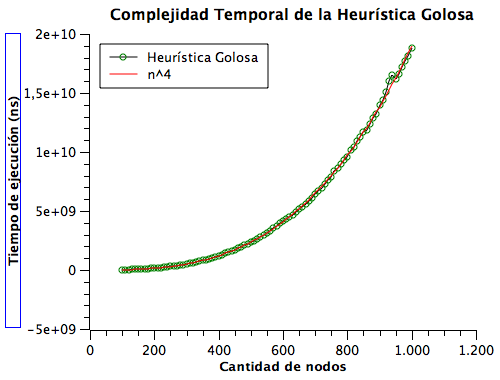 Complejidad Temporal de la Heurística Golosa
Heurística Golosa
n^4
Tiempo de ejecución (ns)
2e+10
1,5e+10
1e+10
5e+09
0
-5e+09
0 200 400 600 800 1.000 1.200
Cantidad de nodos